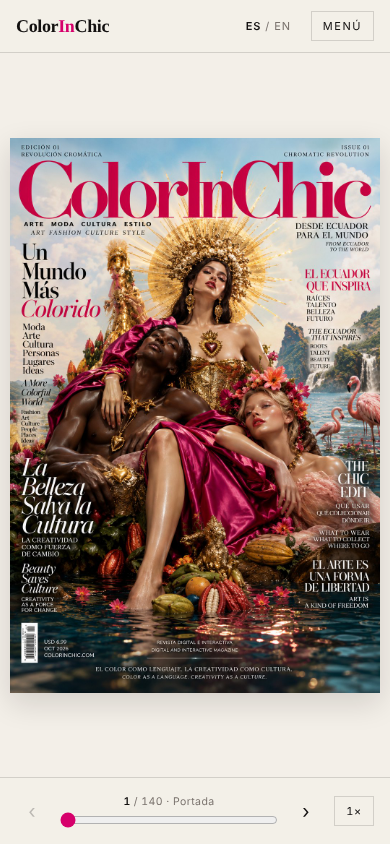 ColorInChic
ES / EN
MENÚ
EDICIÓN 01
REVOLUCIÓN CROMÁTICA
ISSUE 01
CHROMATIC REVOLUTION
ColorInChic
ARTE MODA CULTURA ESTILO
ART FASHION CULTURE STYLE
DESDE ECUADOR
PARA EL MUNDO
FROM ECUADOR
TO THE WORLD
Un
Mundo
Más
Colorido
Moda
Arte
Cultura
Personas
Lugares
Ideas
A More
Colorful
World
Fashion
Art
Culture
People
Places
Ideas
EL ECUADOR
QUE INSPIRA
RAÍCES
TALENTO
BELLEZA
FUTURO
THE ECUADOR
THAT INSPIRES
ROOTS
TALENT
BEAUTY
FUTURE
La
Belleza
Salva la
Cultura
LA CREATIVIDAD
COMO FUERZA
DE CAMBIO
Beauty
Saves
Culture
CREATIVITY
AS A FORCE
FOR CHANGE
THE
CHIC
EDIT
QUÉ USAR
QUÉ COLECCIONAR
DÓNDE IR
WHAT TO WEAR
WHAT TO COLLECT
WHERE TO GO
EL ARTE ES
UNA FORMA
DE LIBERTAD
ART IS
A KIND OF FREEDOM
USD 6.99
OCT 2026
COLORINCHIC.COM
REVISTA DIGITAL E INTERACTIVA
DIGITAL AND INTERACTIVE MAGAZINE
EL COLOR COMO LENGUAJE, LA CREATIVIDAD COMO CULTURA.
COLOR AS A LANGUAGE. CREATIVITY AS A CULTURE.
1 / 140 · Portada
1×